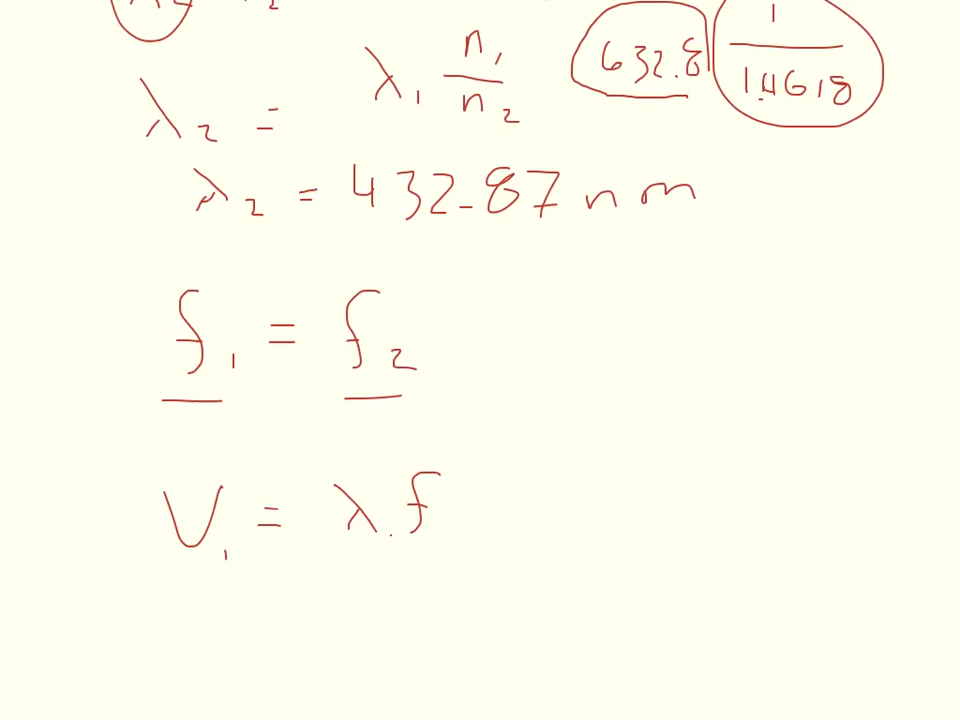 λ₂ = λ₁ n₁/n₂ 632.8 1/1.4618
λ₂ = 432.87 nm
f₁ = f₂
V₁ = λ.f